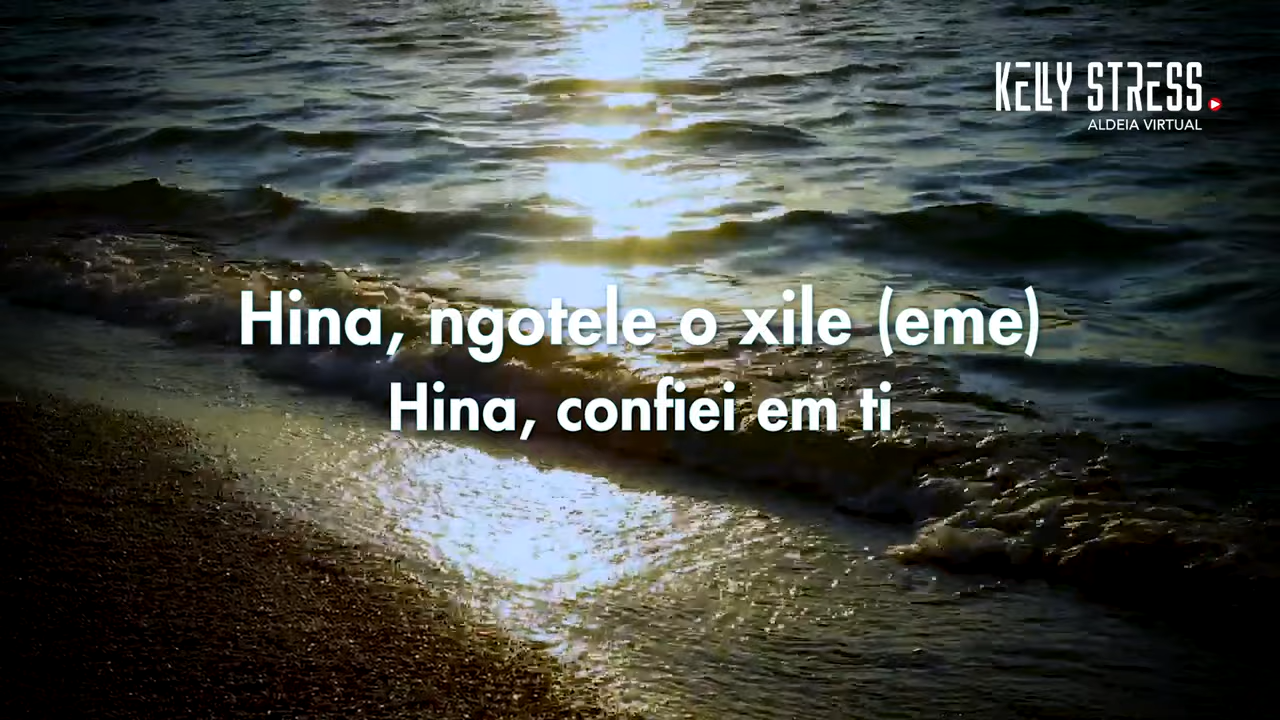 KELLY STRESS
ALDEIA VIRTUAL
Hina, ngotele o xile (eme)
Hina, confiei em ti